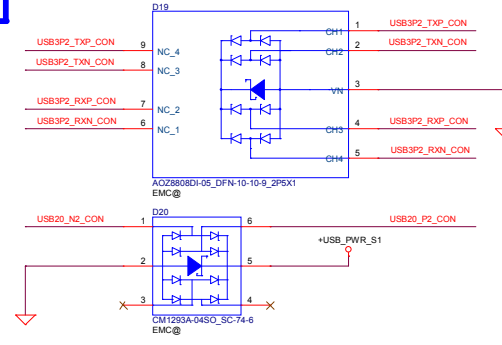 D19
USB3P2_TXP_CON 9 NC_4 CH1 1 USB3P2_TXP_CON
USB3P2_TXN_CON 8 NC_3 CH2 2 USB3P2_TXN_CON
VN 3
USB3P2_RXP_CON 7 NC_2 CH3 4 USB3P2_RXP_CON
USB3P2_RXN_CON 6 NC_1 CH4 5 USB3P2_RXN_CON
AOZ8808DI-05_DFN-10-10-9_2P5X1
EMC@
D20
USB20_N2_CON 1 6 USB20_P2_CON
+USB_PWR_S1
2 5
3 4
CM1293A-04SO_SC-74-6
EMC@